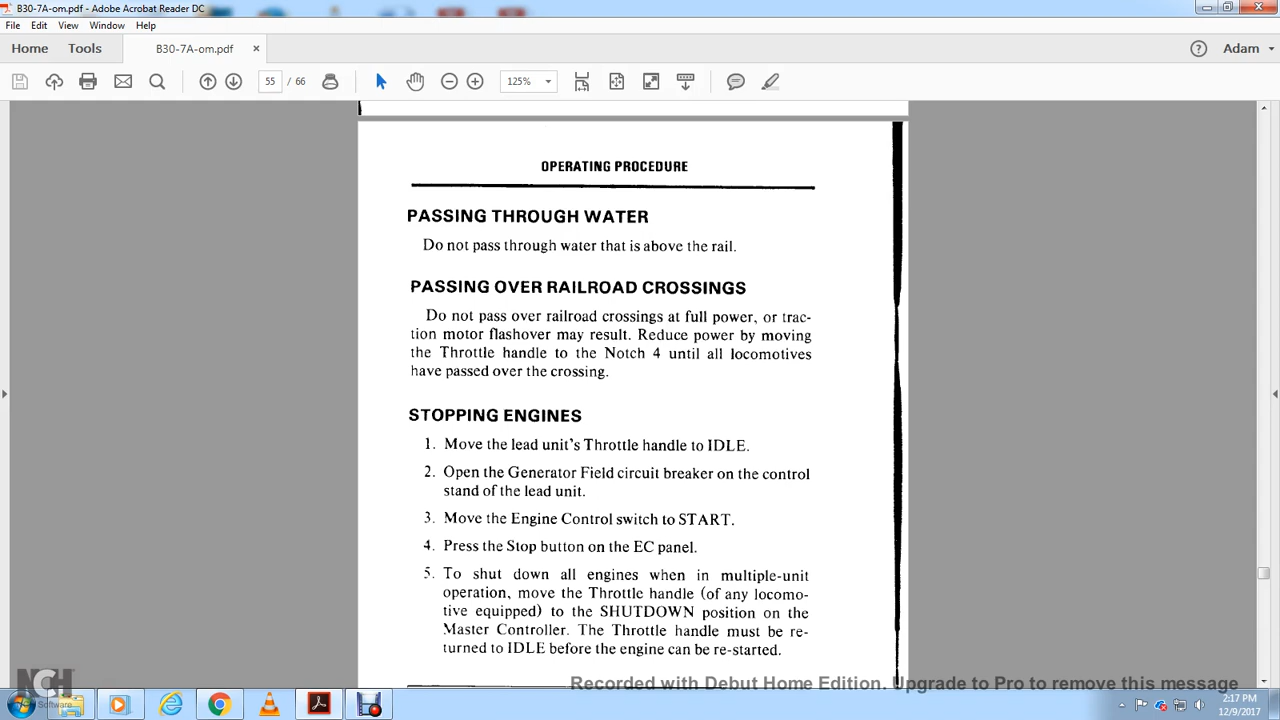 B30-7A-om.pdf - Adobe Acrobat Reader DC
File Edit View Window Help
Home Tools B30-7A-om.pdf × ? Adam
55 / 66 125%
OPERATING PROCEDURE
PASSING THROUGH WATER
Do not pass through water that is above the rail.
PASSING OVER RAILROAD CROSSINGS
Do not pass over railroad crossings at full power, or trac-
tion motor flashover may result. Reduce power by moving
the Throttle handle to the Notch 4 until all locomotives
have passed over the crossing.
STOPPING ENGINES
1. Move the lead unit's Throttle handle to IDLE.
2. Open the Generator Field circuit breaker on the control
stand of the lead unit.
3. Move the Engine Control switch to START.
4. Press the Stop button on the EC panel.
5. To shut down all engines when in multiple-unit
operation, move the Throttle handle (of any locomo-
tive equipped) to the SHUTDOWN position on the
Master Controller. The Throttle handle must be re-
turned to IDLE before the engine can be re-started.
NCH
Software
Recorded with Debut Home Edition. Upgrade to Pro to remove this message
2:17 PM
12/9/2017